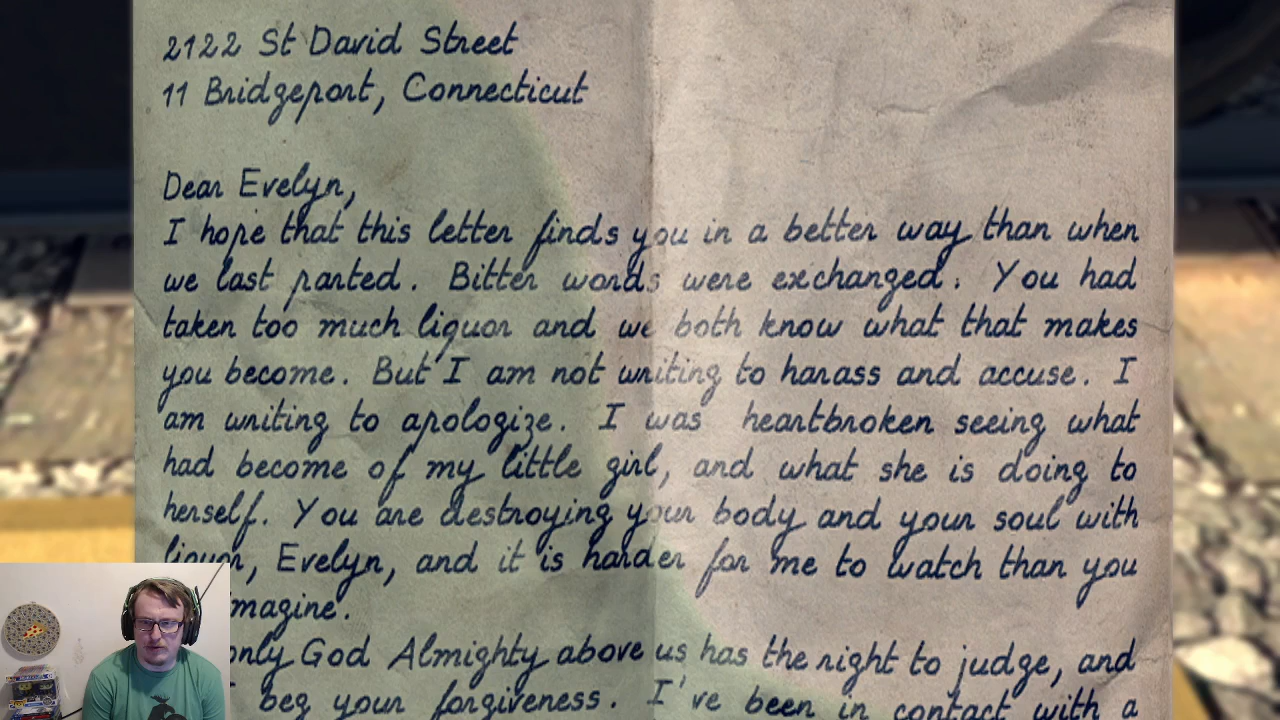 2122 St David Street
11 Bridgeport, Connecticut
Dear Evelyn,
I hope that this letter finds you in a better way than when
we last parted. Bitter words were exchanged. You had
taken too much liquor and we both know what that makes
you become. But I am not writing to harass and accuse. I
am writing to apologize. I was heartbroken seeing what
had become of my little girl, and what she is doing to
herself. You are destroying your body and your soul with
liquor, Evelyn, and it is harder for me to watch than you
magine.
only God Almighty above us has the right to judge, and
beg your forgiveness. I've been in contact with a